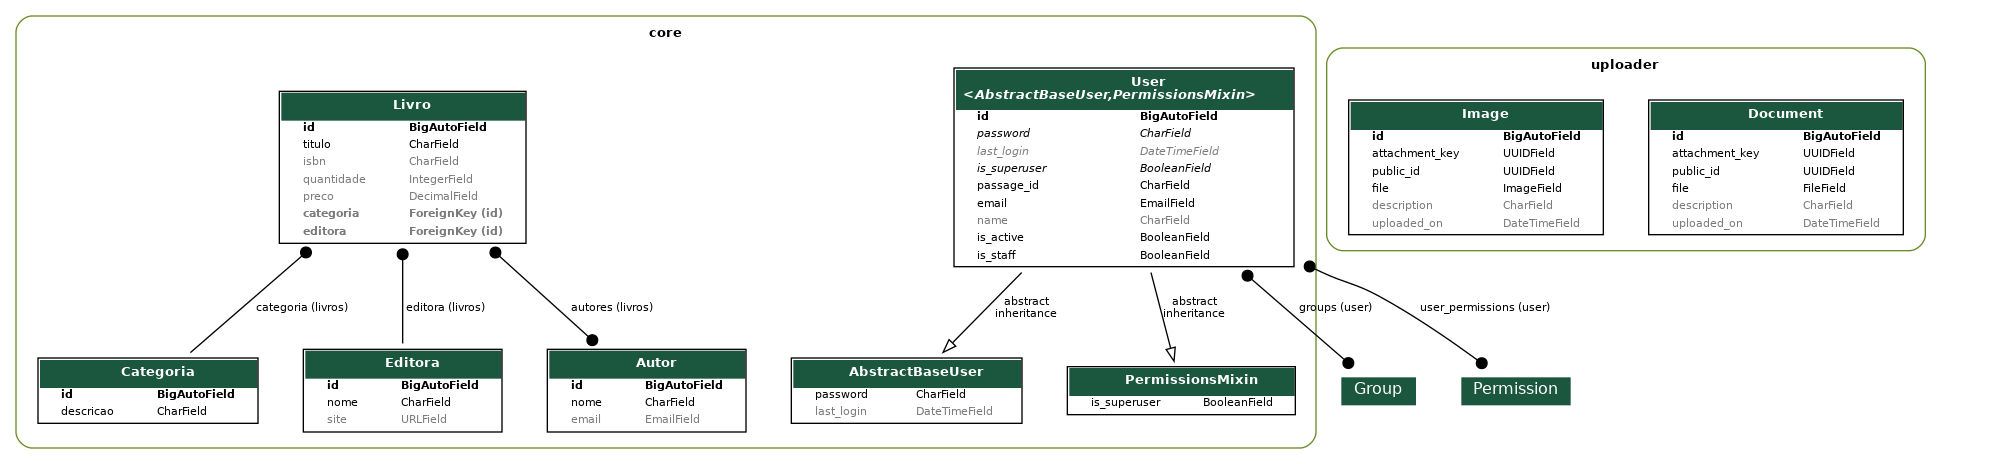 core
Livro
id BigAutoField
titulo CharField
isbn CharField
quantidade IntegerField
preco DecimalField
categoria ForeignKey (id)
editora ForeignKey (id)
User
<AbstractBaseUser,PermissionsMixin>
id BigAutoField
password CharField
last_login DateTimeField
is_superuser BooleanField
passage_id CharField
email EmailField
name CharField
is_active BooleanField
is_staff BooleanField
uploader
Image
id BigAutoField
attachment_key UUIDField
public_id UUIDField
file ImageField
description CharField
uploaded_on DateTimeField
Document
id BigAutoField
attachment_key UUIDField
public_id UUIDField
file FileField
description CharField
uploaded_on DateTimeField
categoria (livros)
editora (livros)
autores (livros)
abstract
inheritance
abstract
inheritance
groups (user)
user_permissions (user)
Categoria
id BigAutoField
descricao CharField
Editora
id BigAutoField
nome CharField
site URLField
Autor
id BigAutoField
nome CharField
email EmailField
AbstractBaseUser
password CharField
last_login DateTimeField
PermissionsMixin
is_superuser BooleanField
Group
Permission